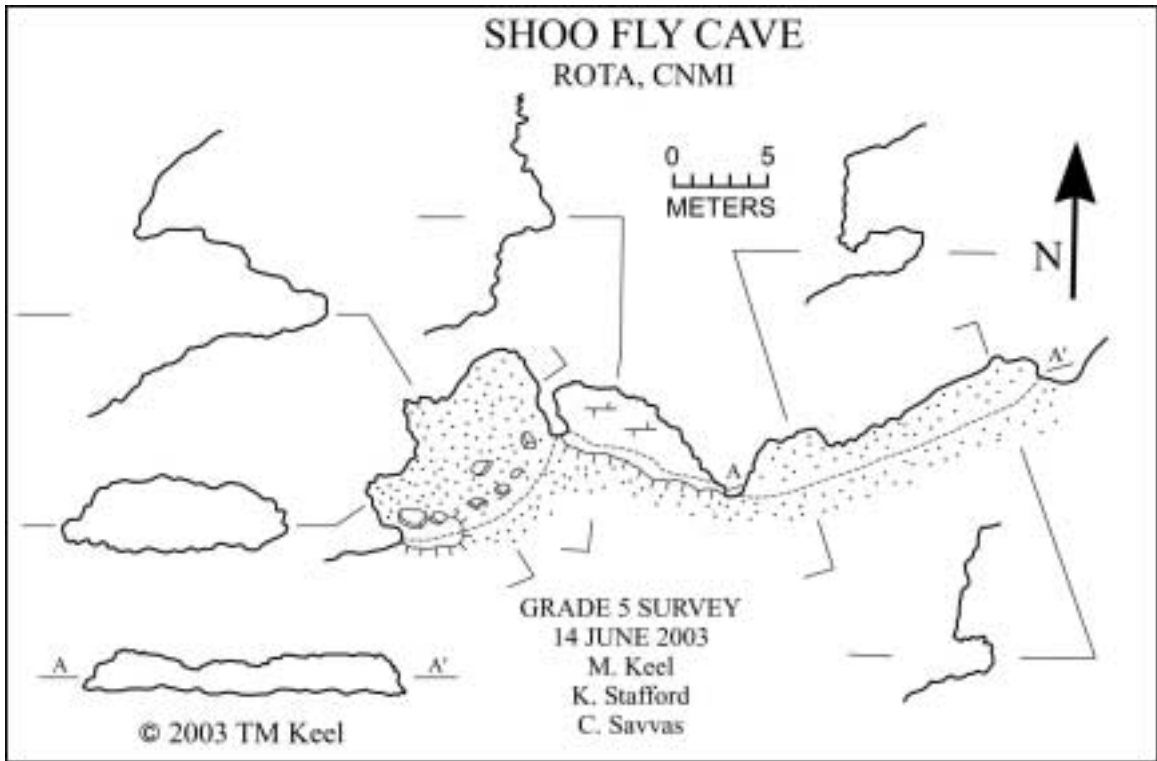 SHOO FLY CAVE
ROTA, CNMI
0 5
METERS
N
A'
A
GRADE 5 SURVEY
14 JUNE 2003
M. Keel
K. Stafford
C. Savvas
A A'
© 2003 TM Keel